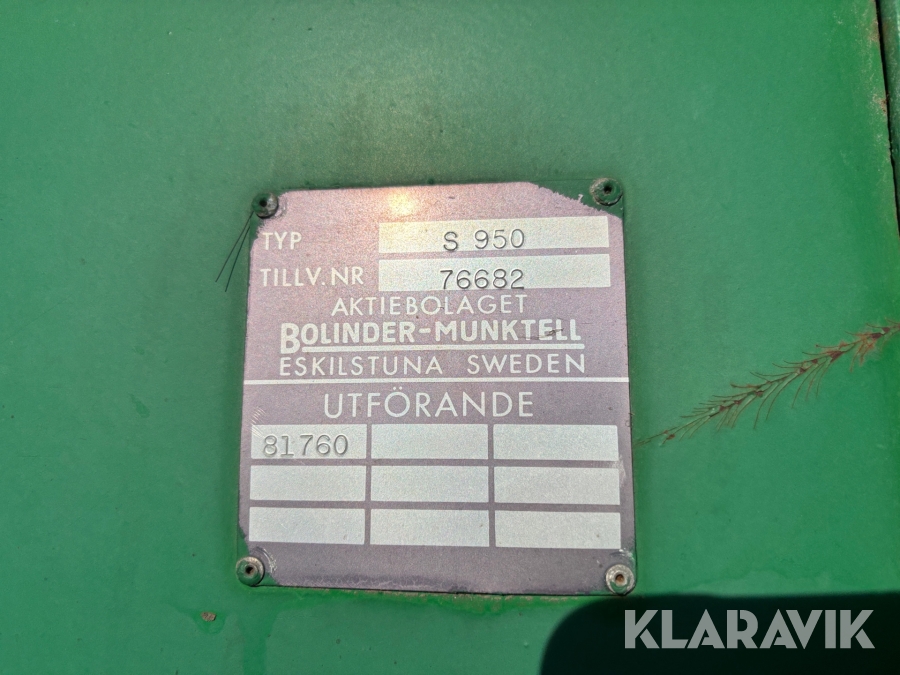 TYP S 950
TILLV.NR 76682
AKTIEBOLAGET
BOLINDER-MUNKTELL
ESKILSTUNA SWEDEN
UTFÖRANDE
81760
KLARAVIK